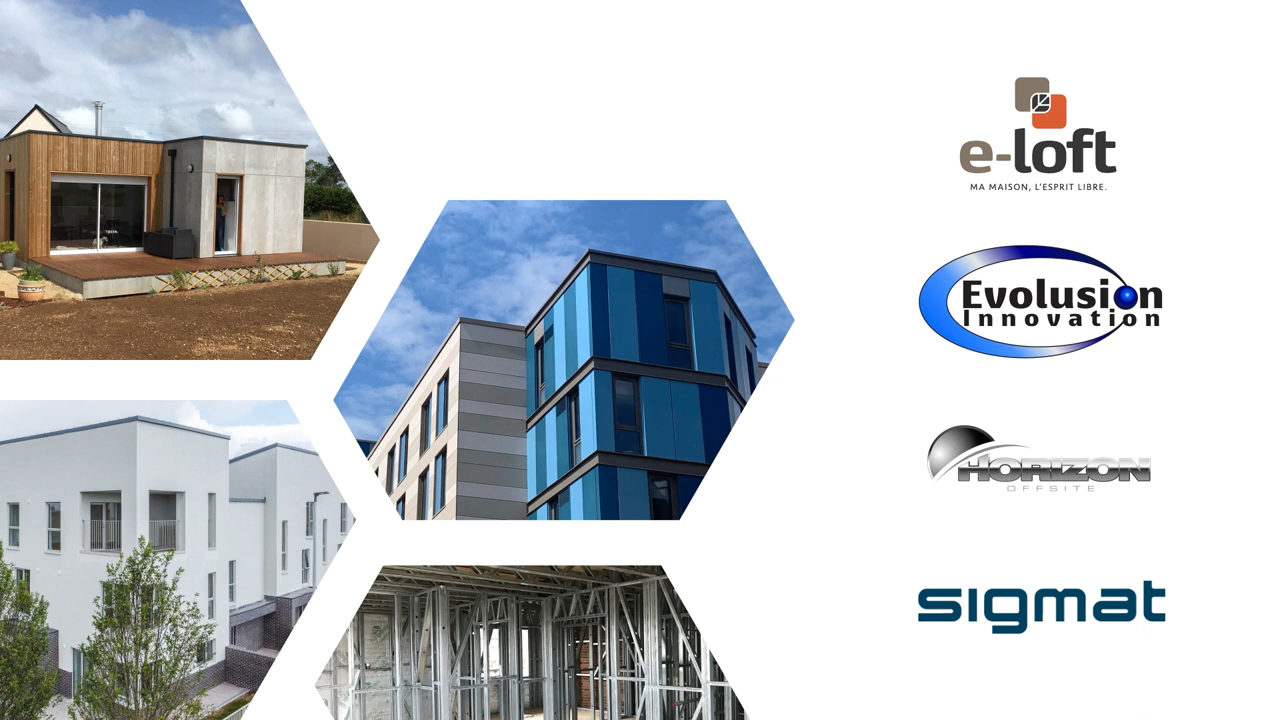 e-loft
MA MAISON, L'ESPRIT LIBRE.
Evolusion
Innovation
HORIZON
OFFSITE
sigmat